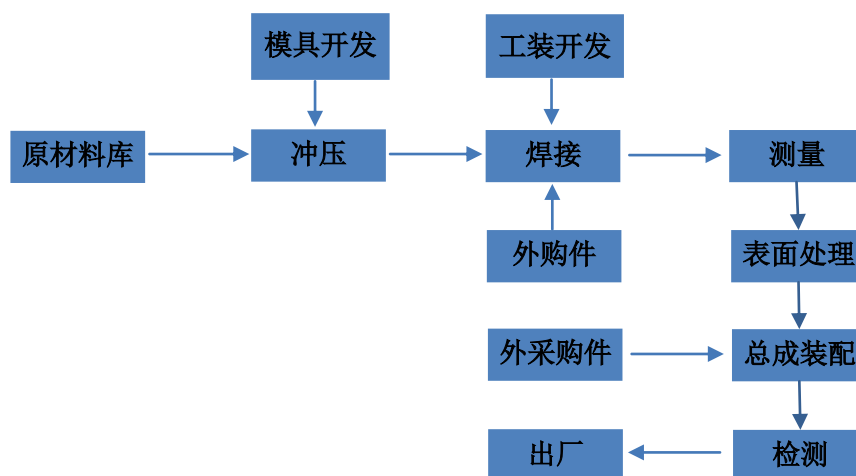 模具开发
工装开发
原材料库
冲压
焊接
测量
外购件
表面处理
外采购件
总成装配
出厂
检测